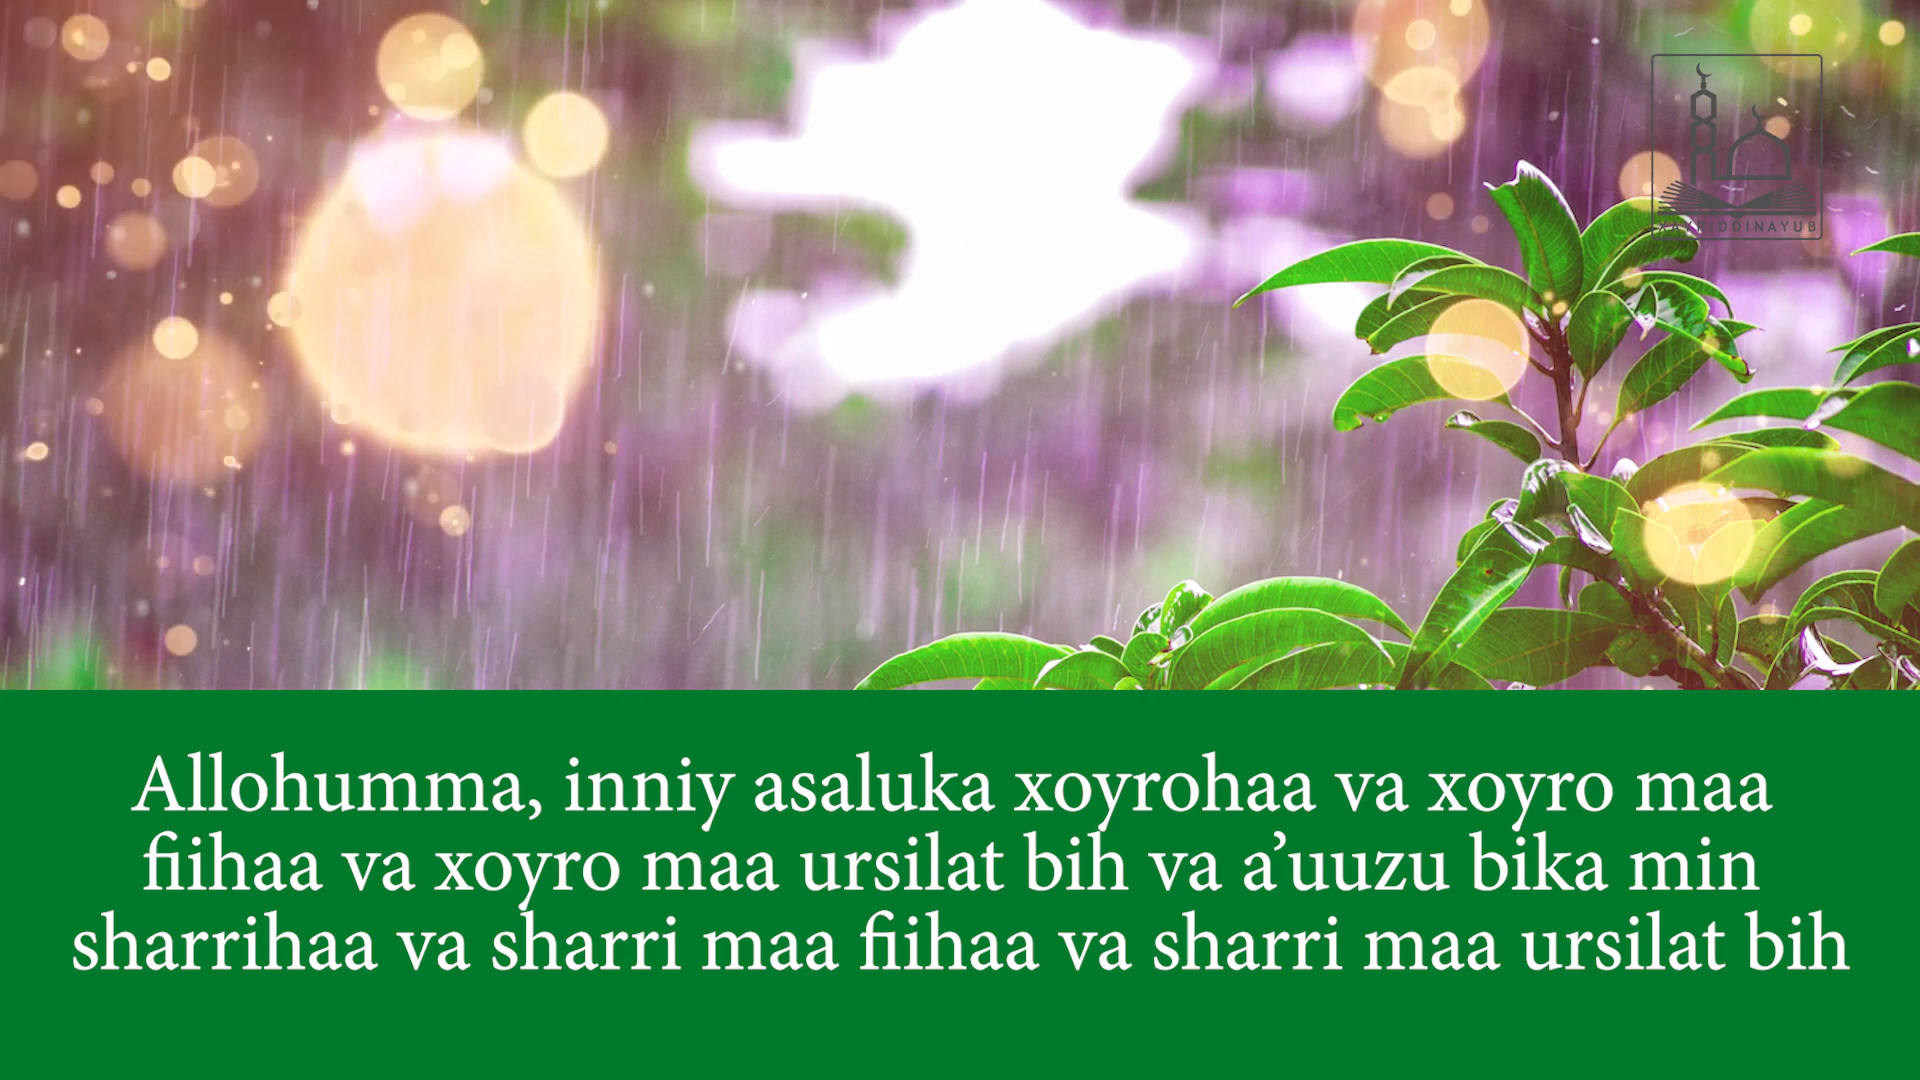 XAYRIDDINAYUB
Allohumma, inniy asaluka xoyrohaa va xoyro maa
fiihaa va xoyro maa ursilat bih va a’uuzu bika min
sharrihaa va sharri maa fiihaa va sharri maa ursilat bih